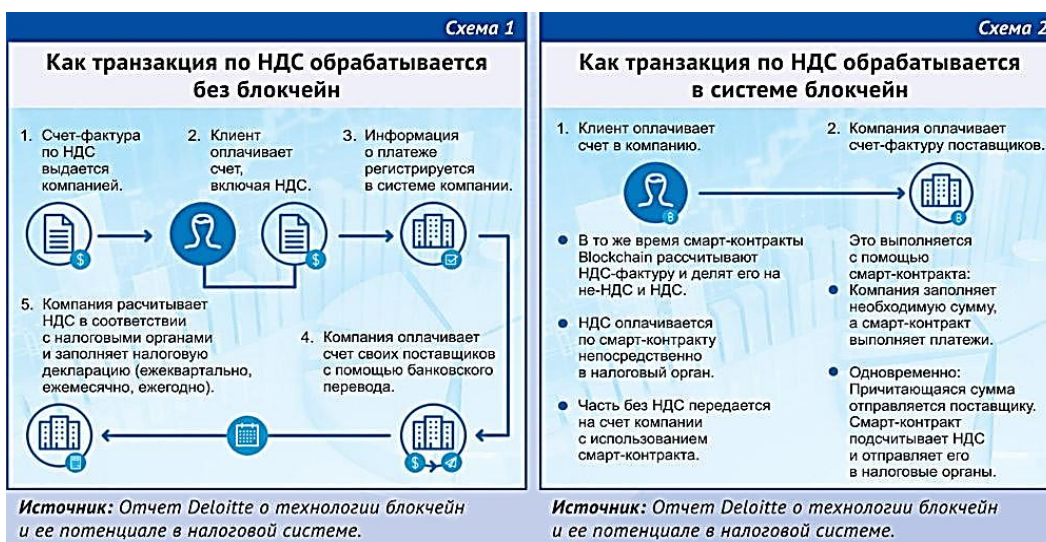 Схема 1
Как транзакция по НДС обрабатывается
без блокчейн
1. Счет-фактура
по НДС
выдается
компанией.
2. Клиент
оплачивает
счет,
включая НДС.
3. Информация
о платеже
регистрируется
в системе компании.
$
$
5. Компания расчитывает
НДС в соответствии
с налоговыми органами
и заполняет налоговую
декларацию (ежеквартально,
ежемесячно, ежегодно).
4. Компания оплачивает
счет своих поставщиков
с помощью банковского
перевода.
$
Источник: Отчет Deloitte о технологии блокчейн
и ее потенциале в налоговой системе.
Схема 2
Как транзакция по НДС обрабатывается
в системе блокчейн
1. Клиент оплачивает
счет в компанию.
2. Компания оплачивает
счет-фактуру поставщиков.
B
B
• В то же время смарт-контракты
Blockchain рассчитывают
НДС-фактуру и делят его на
не-НДС и НДС.
• НДС оплачивается
по смарт-контракту
непосредственно
в налоговый орган.
• Часть без НДС передается
на счет компании
с использованием
смарт-контракта.
Это выполняется
с помощью
смарт-контракта:
• Компания заполняет
необходимую сумму,
а смарт-контракт
выполняет платежи.
• Одновременно:
Причитающаяся сумма
отправляется поставщику.
Смарт-контракт
подсчитывает НДС
и отправляет его
в налоговые органы.
Источник: Отчет Deloitte о технологии блокчейн
и ее потенциале в налоговой системе.